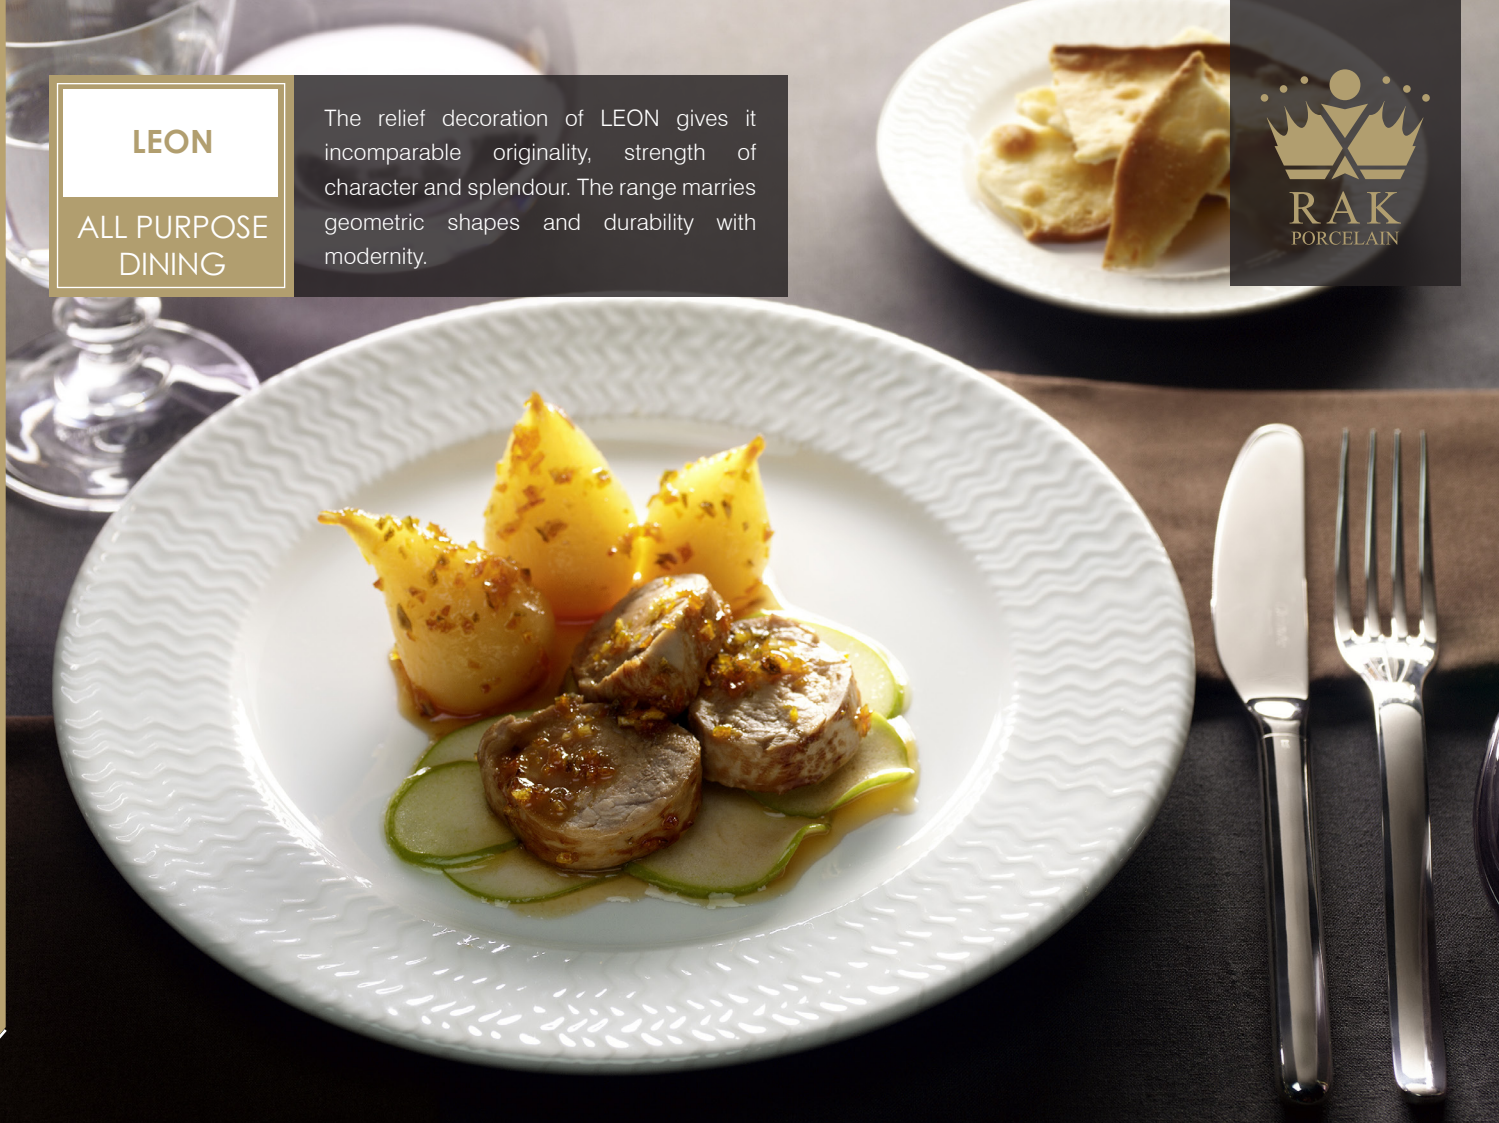 LEON
ALL PURPOSE
DINING
The relief decoration of LEON gives it
incomparable originality, strength of
character and splendour. The range marries
geometric shapes and durability with
modernity.
RAK
PORCELAIN